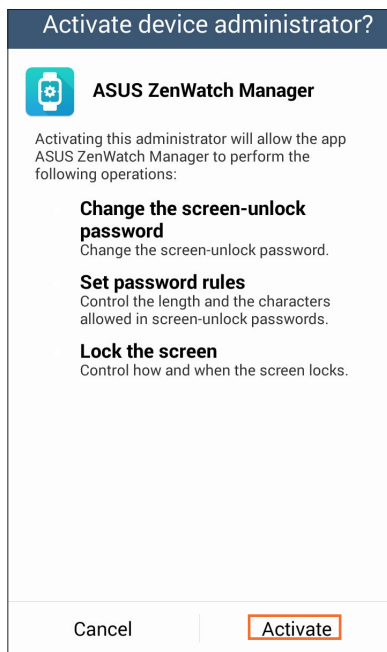 Activate device administrator?
ASUS ZenWatch Manager
Activating this administrator will allow the app
ASUS ZenWatch Manager to perform the
following operations:
Change the screen-unlock
password
Change the screen-unlock password.
Set password rules
Control the length and the characters
allowed in screen-unlock passwords.
Lock the screen
Control how and when the screen locks.
Cancel
Activate